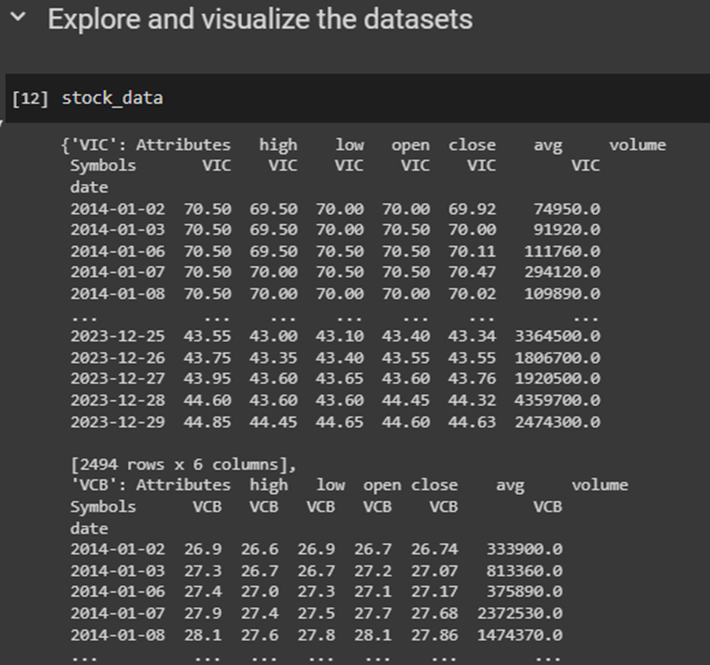 Explore and visualize the datasets
[12] stock_data
{'VIC': Attributes high low open close avg volume
Symbols VIC VIC VIC VIC VIC VIC
date
2014-01-02 70.50 69.50 70.00 70.00 69.92 74950.0
2014-01-03 70.50 69.50 70.00 70.50 70.00 91920.0
2014-01-06 70.50 69.50 70.50 70.50 70.11 111760.0
2014-01-07 70.50 70.00 70.50 70.50 70.47 294120.0
2014-01-08 70.50 70.00 70.00 70.00 70.02 109890.0
... ... ... ... ... ... ...
2023-12-25 43.55 43.00 43.10 43.40 43.34 3364500.0
2023-12-26 43.75 43.35 43.40 43.55 43.55 1806700.0
2023-12-27 43.95 43.60 43.65 43.60 43.76 1920500.0
2023-12-28 44.60 43.60 43.60 44.45 44.32 4359700.0
2023-12-29 44.85 44.45 44.65 44.60 44.63 2474300.0
[2494 rows x 6 columns],
'VCB': Attributes high low open close avg volume
Symbols VCB VCB VCB VCB VCB VCB
date
2014-01-02 26.9 26.6 26.9 26.7 26.74 333900.0
2014-01-03 27.3 26.7 26.7 27.2 27.07 813360.0
2014-01-06 27.4 27.0 27.3 27.1 27.17 375890.0
2014-01-07 27.9 27.4 27.5 27.7 27.68 2372530.0
2014-01-08 28.1 27.6 27.8 28.1 27.86 1474370.0
... ... ... ... ... ... ...